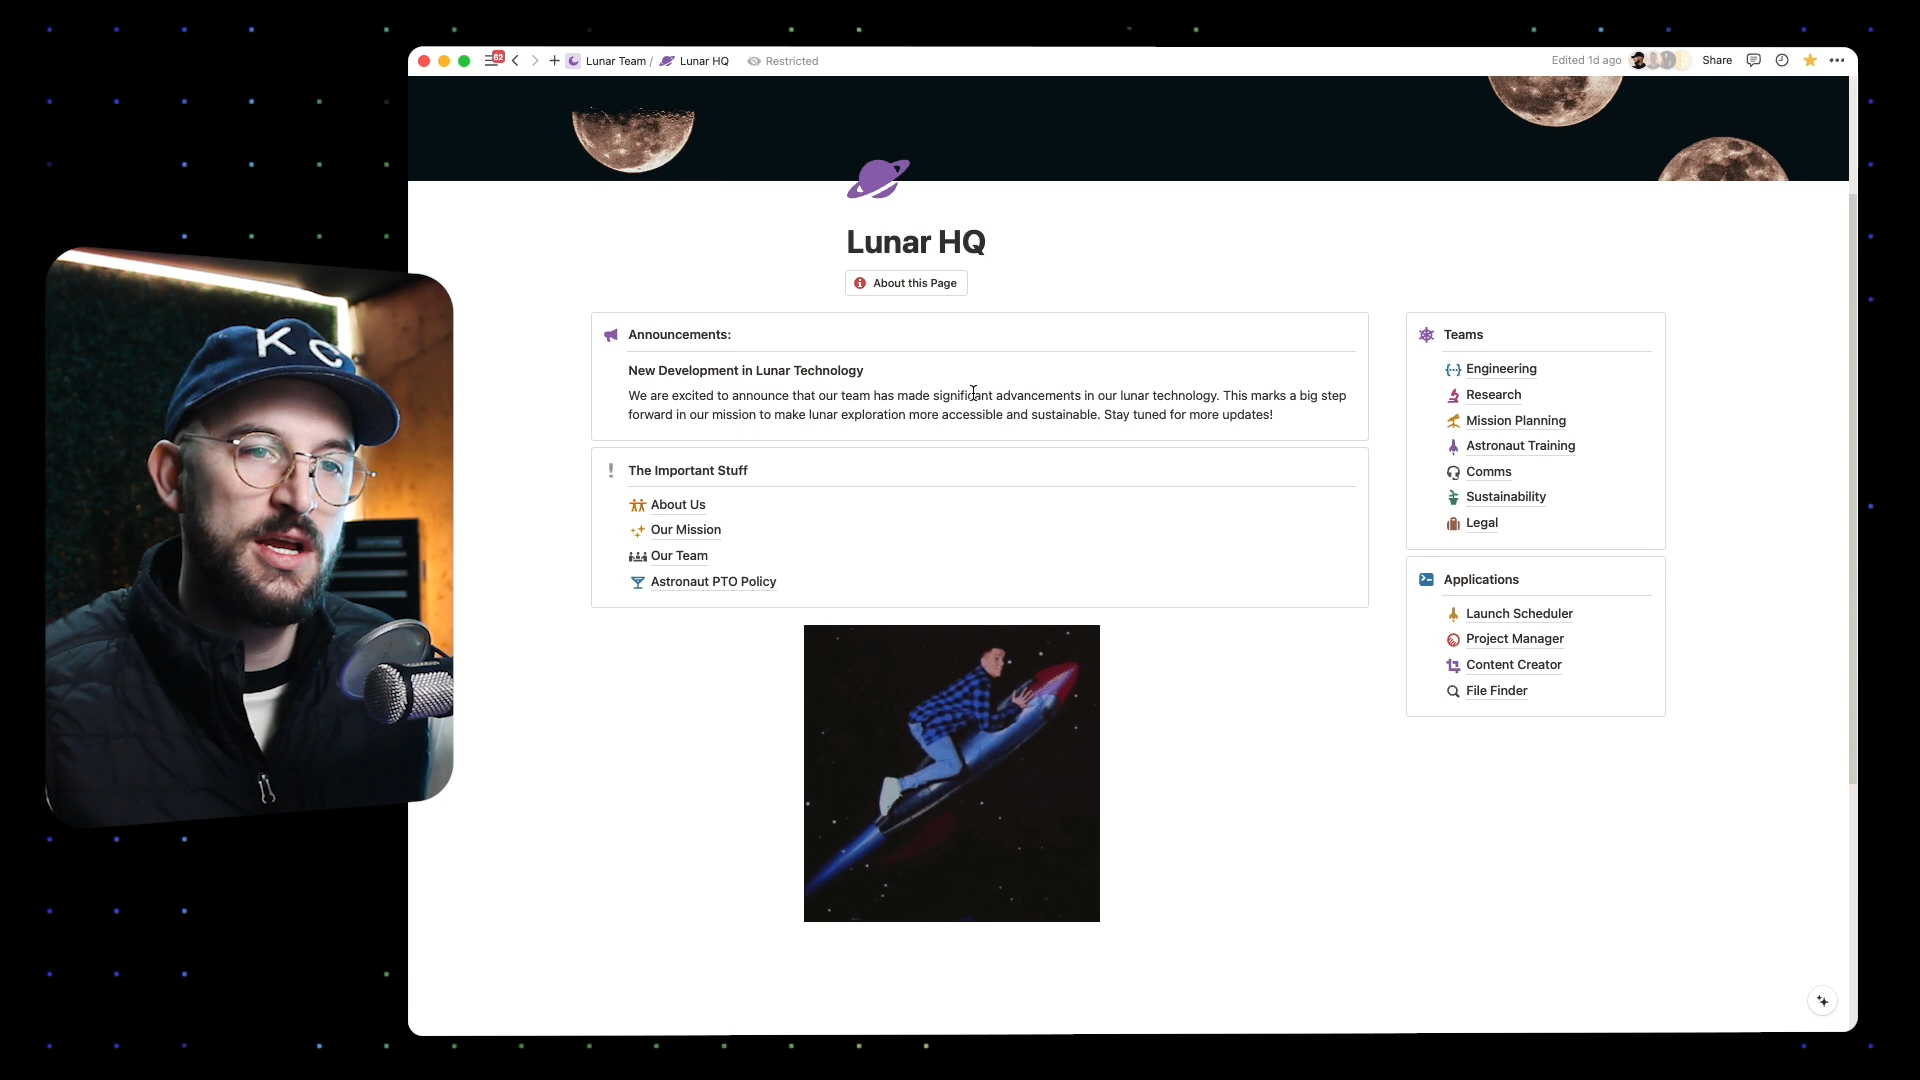 62
Lunar Team / Lunar HQ Restricted
Edited 1d ago Share
Lunar HQ
About this Page
Announcements:
New Development in Lunar Technology
We are excited to announce that our team has made significant advancements in our lunar technology. This marks a big step
forward in our mission to make lunar exploration more accessible and sustainable. Stay tuned for more updates!
The Important Stuff
About Us
Our Mission
Our Team
Astronaut PTO Policy
Teams
Engineering
Research
Mission Planning
Astronaut Training
Comms
Sustainability
Legal
Applications
Launch Scheduler
Project Manager
Content Creator
File Finder
KC